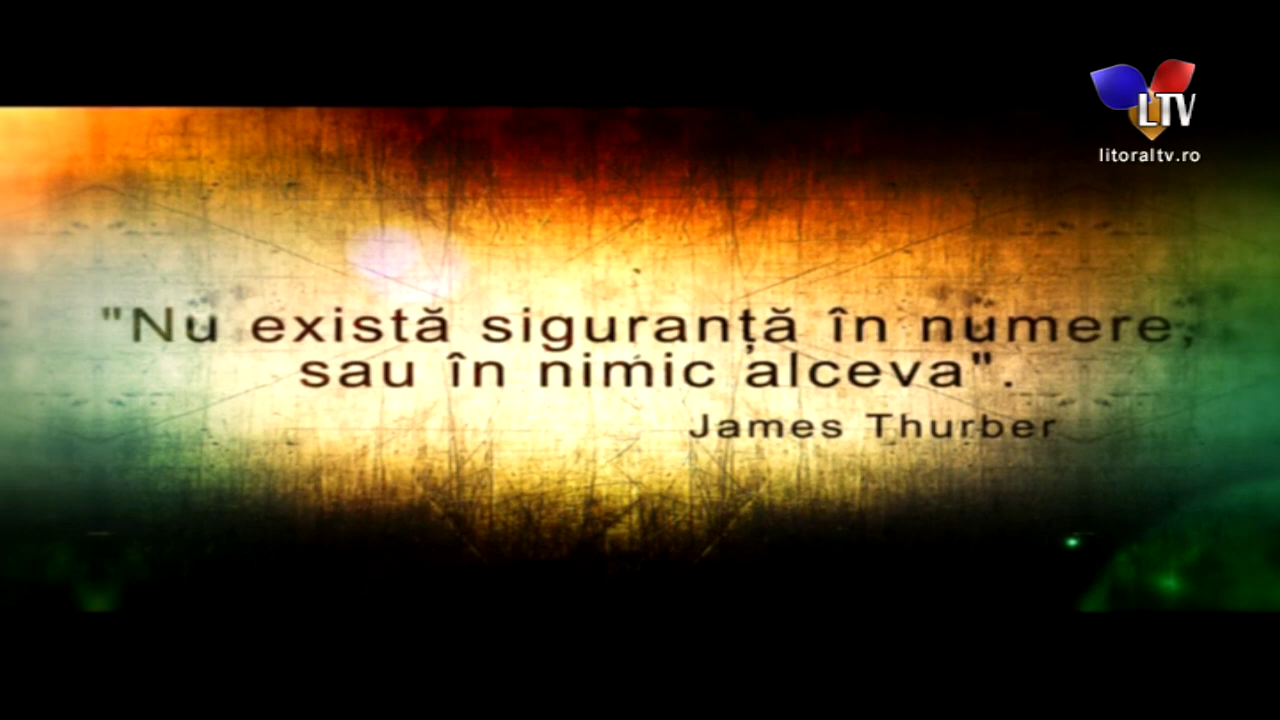 LTV
litoraltv.ro
"Nu există siguranță în numere,
sau în nimic alceva".
James Thurber